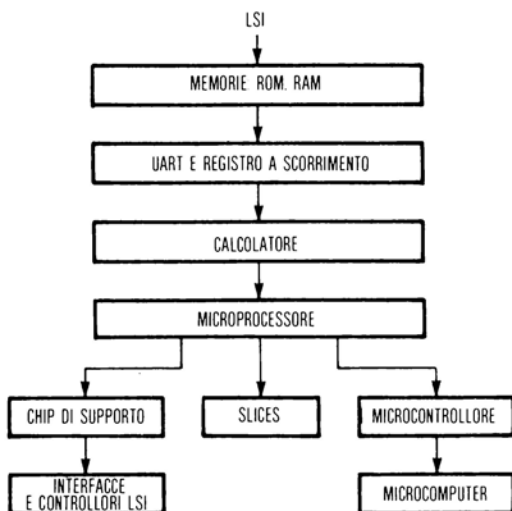 LSI
MEMORIE ROM. RAM
UART E REGISTRO A SCORRIMENTO
CALCOLATORE
MICROPROCESSORE
CHIP DI SUPPORTO
SLICES
MICROCONTROLLORE
INTERFACCE
E CONTROLLORI LSI
MICROCOMPUTER